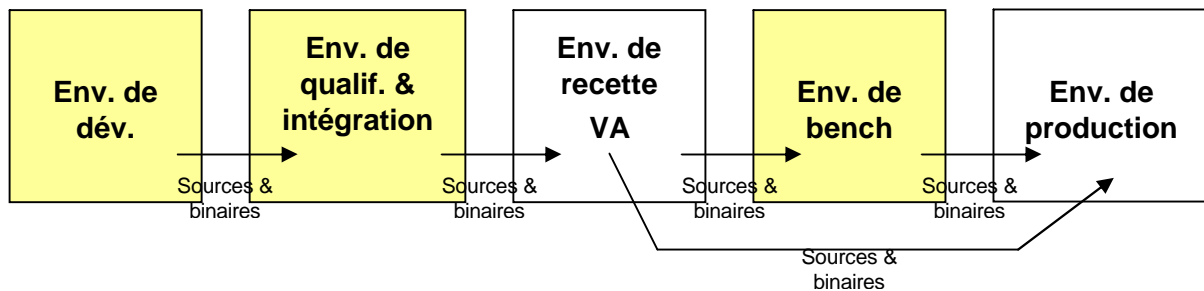 Env. de
dév.
Env. de
qualif. &
intégration
Env. de
recette
VA
Env. de
bench
Env. de
production
Sources &
binaires
Sources &
binaires
Sources &
binaires
Sources &
binaires
Sources &
binaires